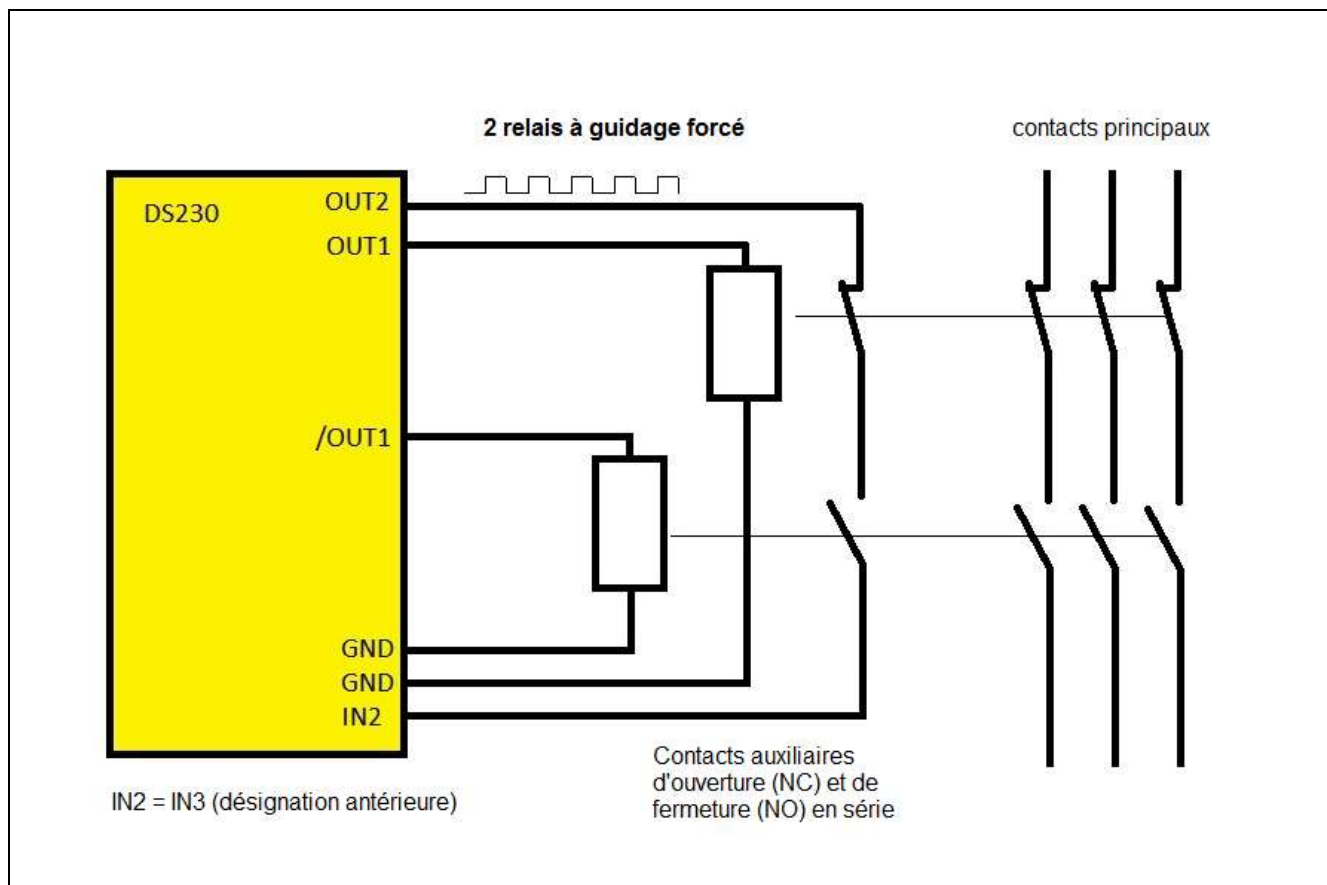 2 relais à guidage forcé
contacts principaux
DS230
OUT2
OUT1
/OUT1
GND
GND
IN2
Contacts auxiliaires
d'ouverture (NC) et de
fermeture (NO) en série
IN2 = IN3 (désignation antérieure)